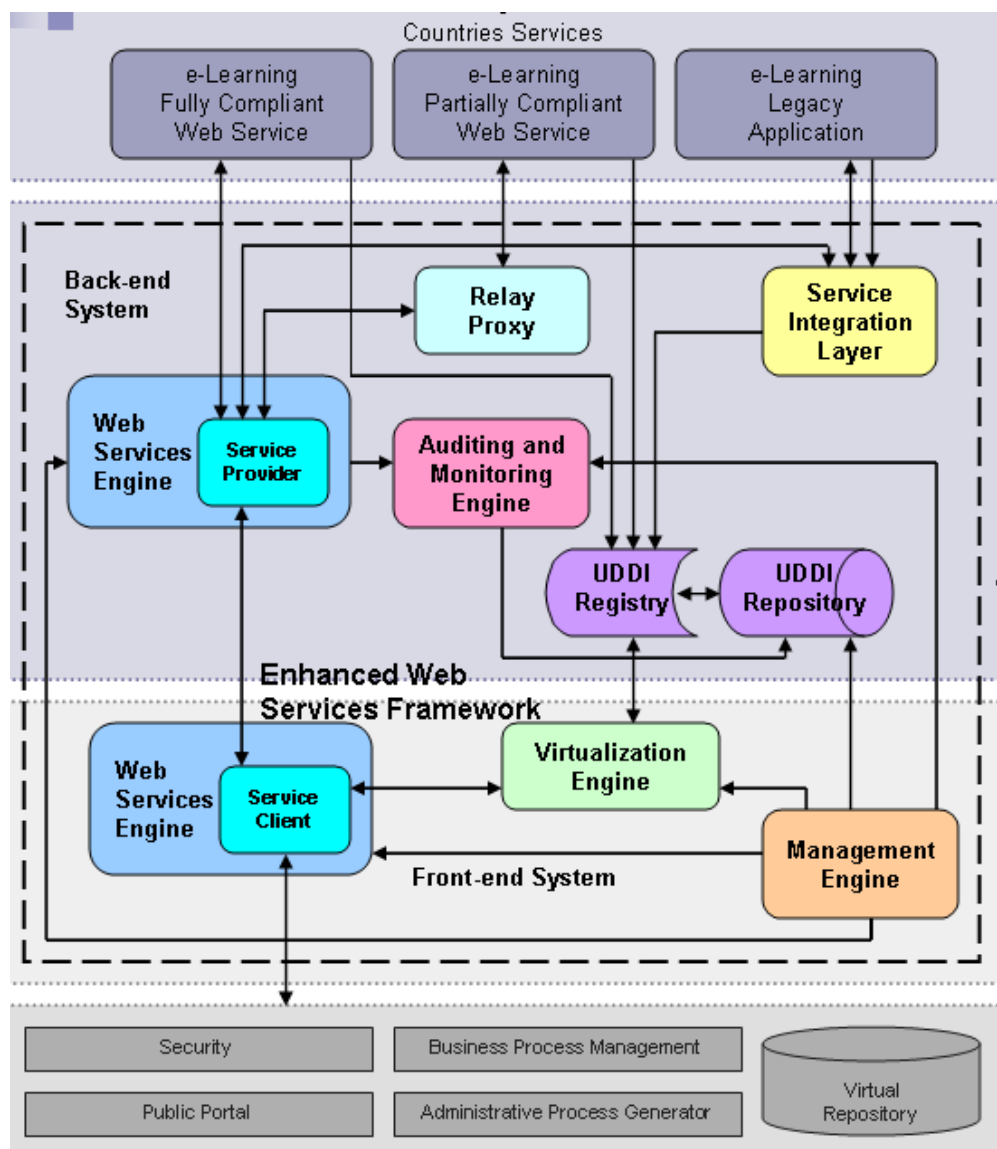 Countries Services
e-Learning
Fully Compliant
Web Service
e-Learning
Partially Compliant
Web Service
e-Learning
Legacy
Application
Back-end
System
Relay
Proxy
Service
Integration
Layer
Web
Services
Engine
Service
Provider
Auditing and
Monitoring
Engine
UDDI
Registry
UDDI
Repository
Enhanced Web
Services Framework
Web
Services
Engine
Service
Client
Virtualization
Engine
Management
Engine
Front-end System
Security
Business Process Management
Public Portal
Administrative Process Generator
Virtual
Repository